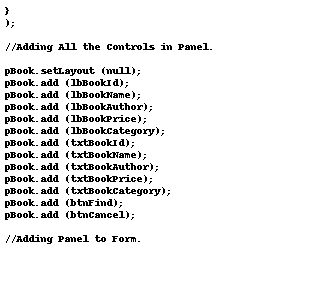 }
);
//Adding All the Controls in Panel.
pBook.setLayout (null);
pBook.add (lbBookId);
pBook.add (lbBookName);
pBook.add (lbBookAuthor);
pBook.add (lbBookPrice);
pBook.add (lbBookCategory);
pBook.add (txtBookId);
pBook.add (txtBookName);
pBook.add (txtBookAuthor);
pBook.add (txtBookPrice);
pBook.add (txtBookCategory);
pBook.add (btnFind);
pBook.add (btnCancel);
//Adding Panel to Form.